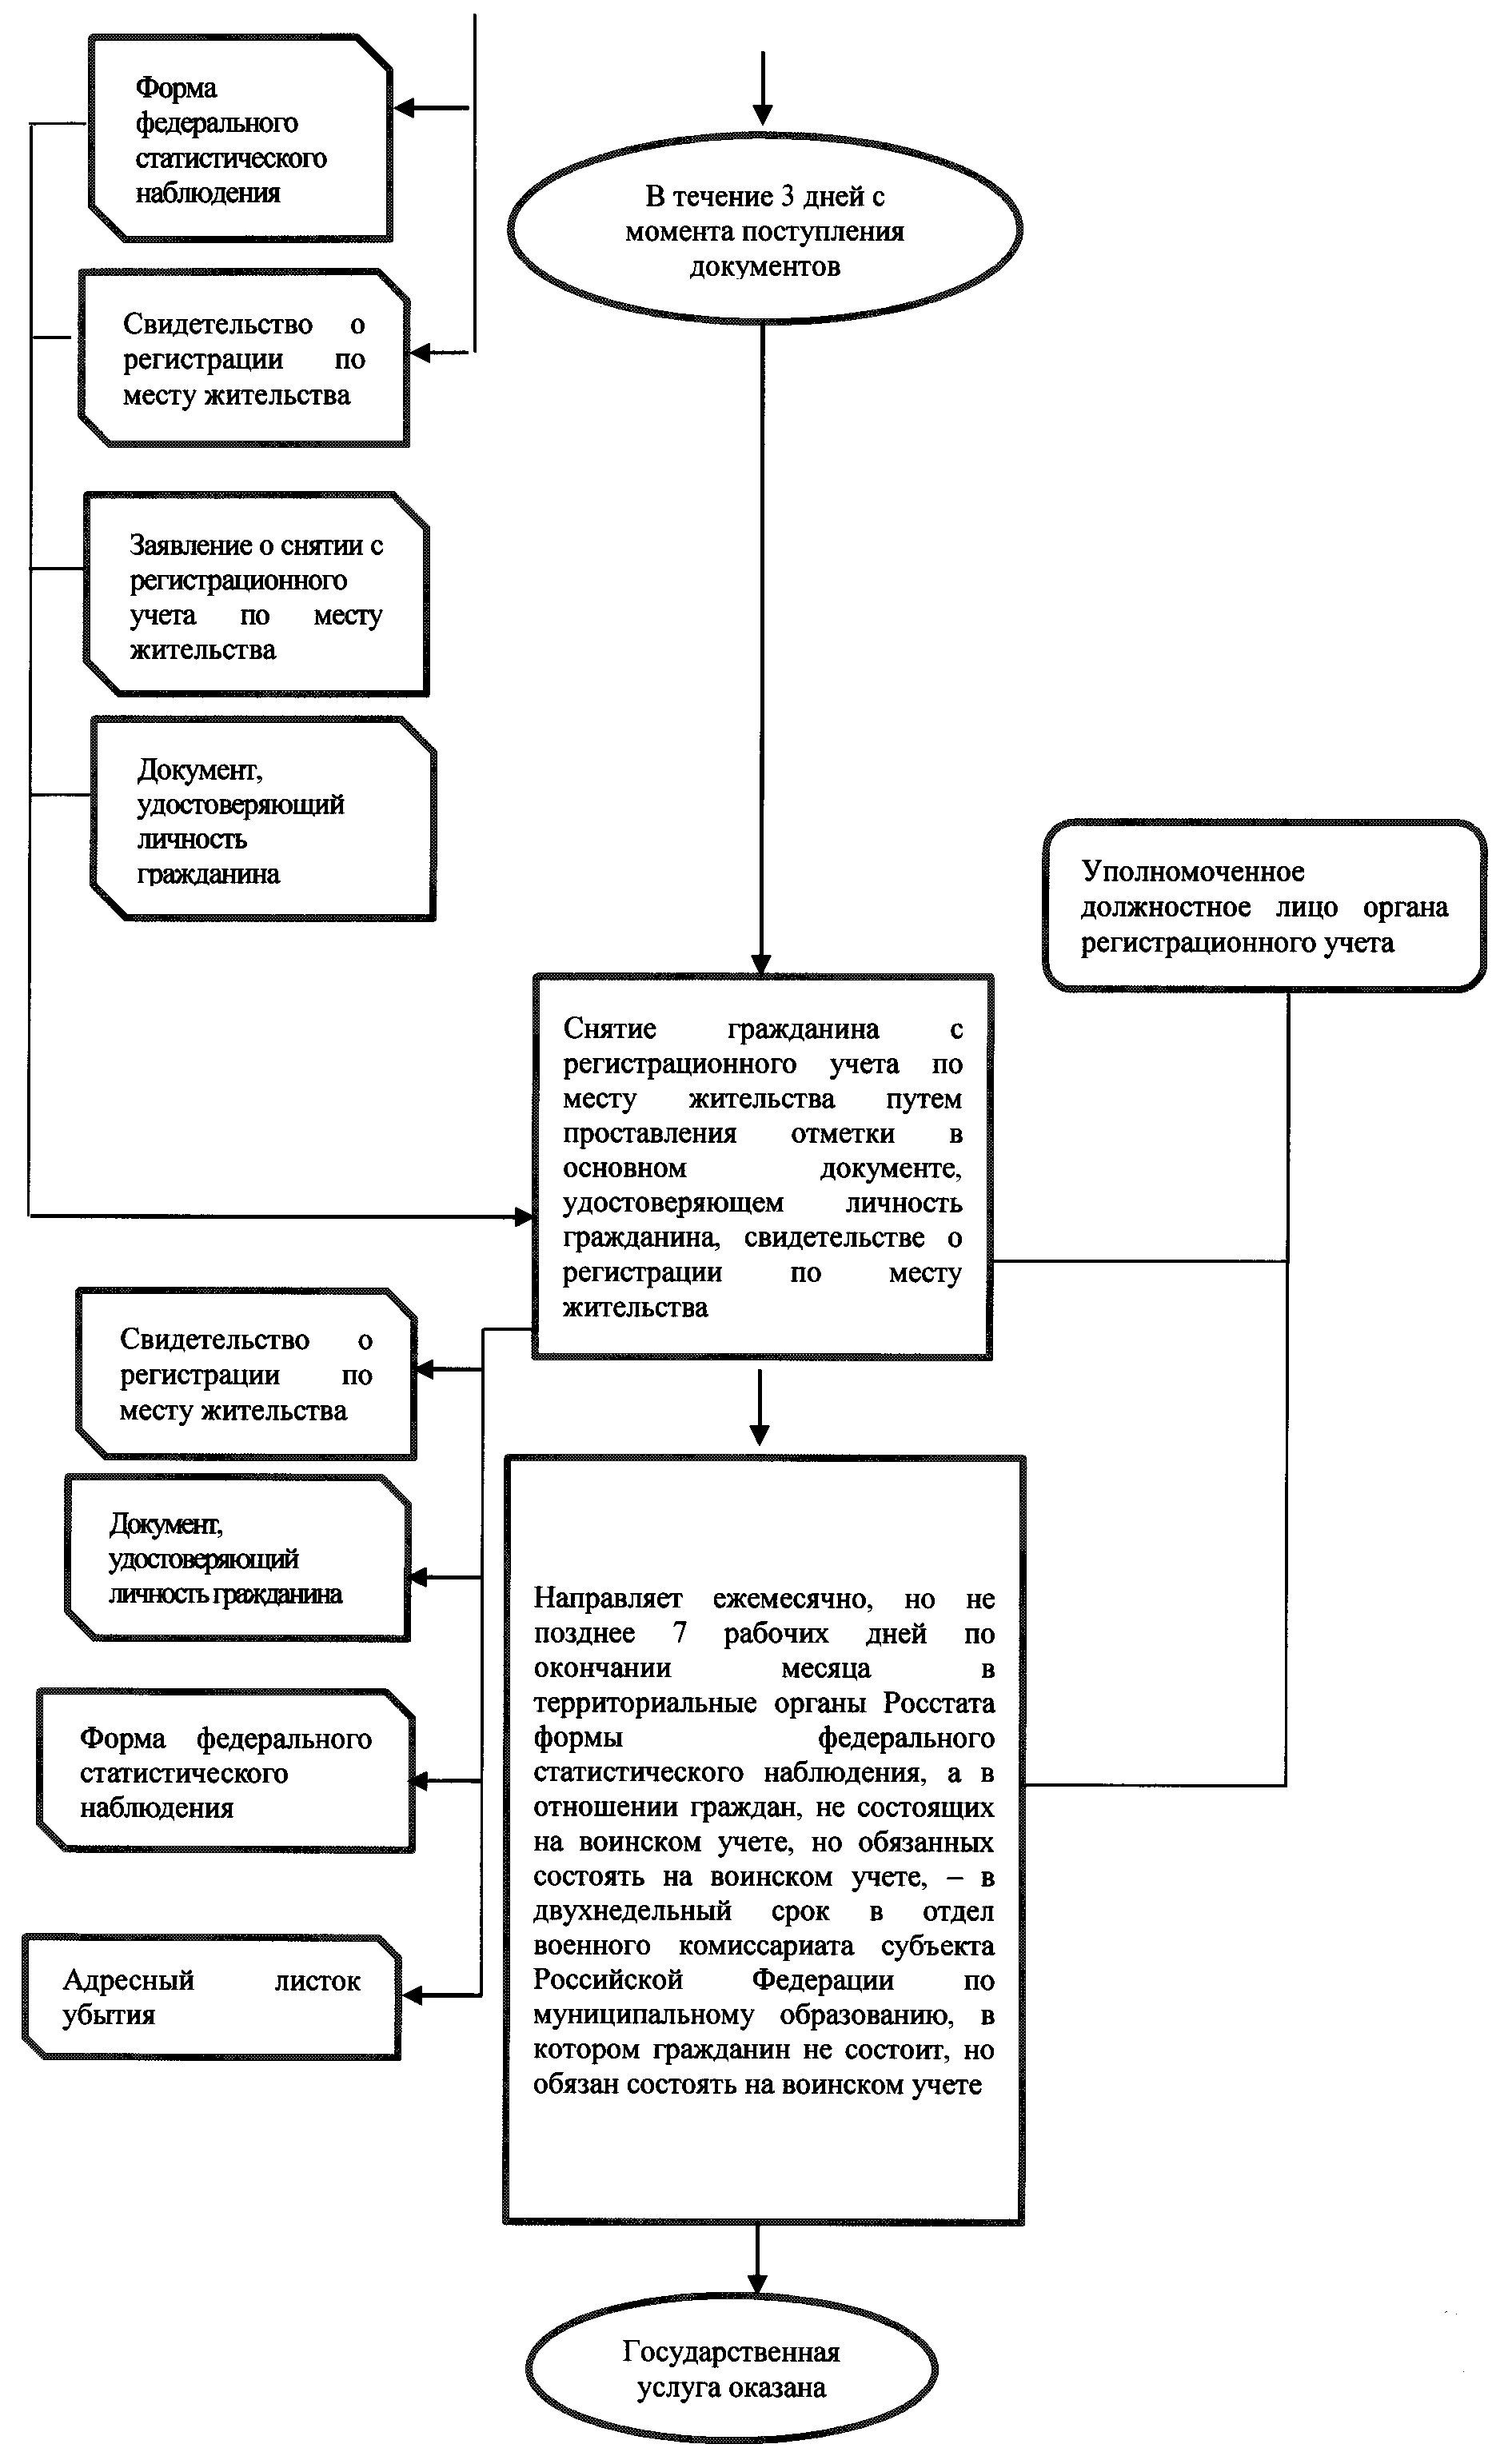 Форма
федерального
статистического
наблюдения
В течение 3 дней с
момента поступления
документов
Свидетельство о
регистрации по
месту жительства
Заявление о снятии с
регистрационного
учета по месту
жительства
Документ,
удостоверяющий
личность
гражданина
Уполномоченное
должностное лицо органа
регистрационного учета
Снятие гражданина с
регистрационного учета по
месту жительства путем
проставления отметки в
основном документе,
удостоверяющем личность
гражданина, свидетельстве о
регистрации по месту
жительства
Свидетельство о
регистрации по
месту жительства
Документ,
удостоверяющий
личность гражданина
Форма федерального
статистического
наблюдения
Адресный листок
убытия
Направляет ежемесячно, но не
позднее 7 рабочих дней по
окончании месяца в
территориальные органы Росстата
формы федерального
статистического наблюдения, а в
отношении граждан, не состоящих
на воинском учете, но обязанных
состоять на воинском учете, – в
двухнедельный срок в отдел
военного комиссариата субъекта
Российской Федерации по
муниципальному образованию, в
котором гражданин не состоит, но
обязан состоять на воинском учете
Государственная
услуга оказана